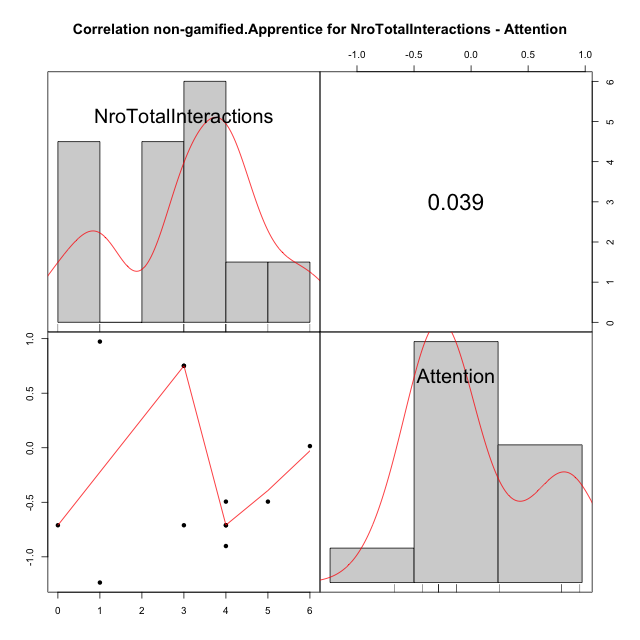 Correlation non-gamified.Apprentice for NroTotalInteractions - Attention
-1.0 -0.5 0.0 0.5 1.0
NroTotalInteractions
0.039
6
5
4
3
2
1
0
1.0
0.5
0.0
-0.5
-1.0
Attention
0 1 2 3 4 5 6